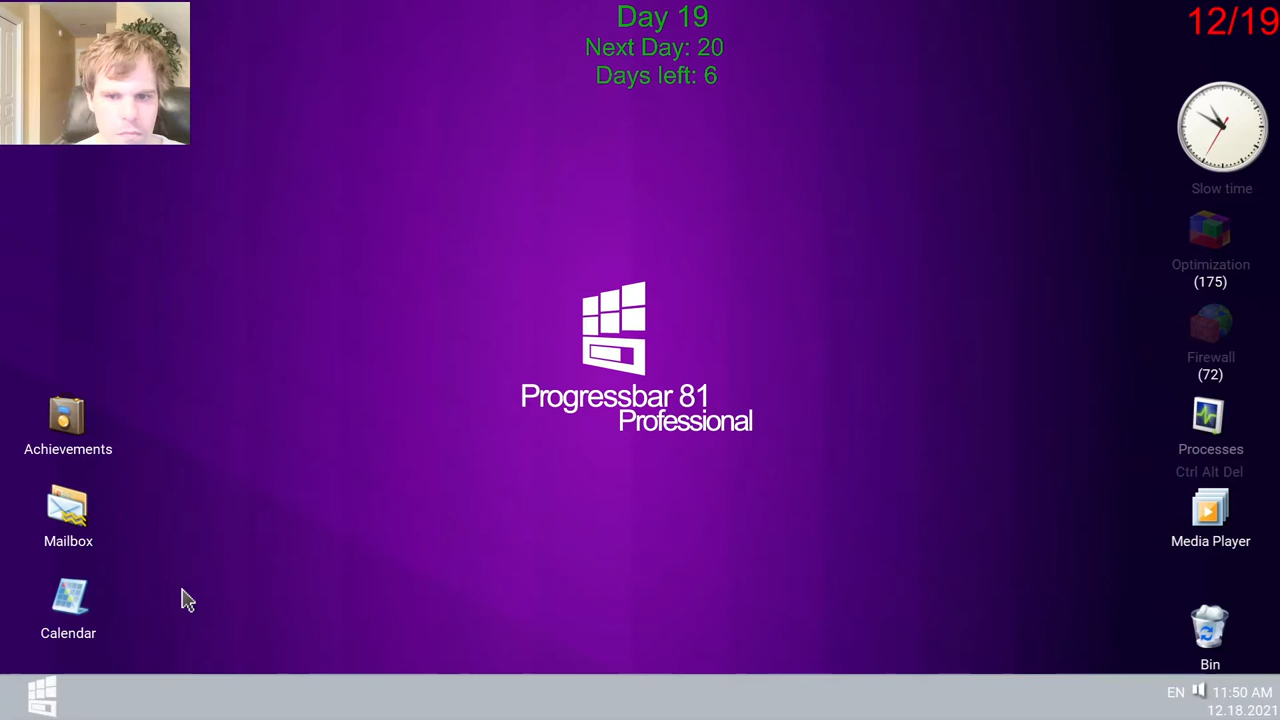 Day 19
Next Day: 20
Days left: 6
12/19
Slow time
Optimization
(175)
Firewall
(72)
Processes
Ctrl Alt Del
Media Player
Bin
Progressbar 81
Professional
Achievements
Mailbox
Calendar
EN 11:50 AM
12.18.2021